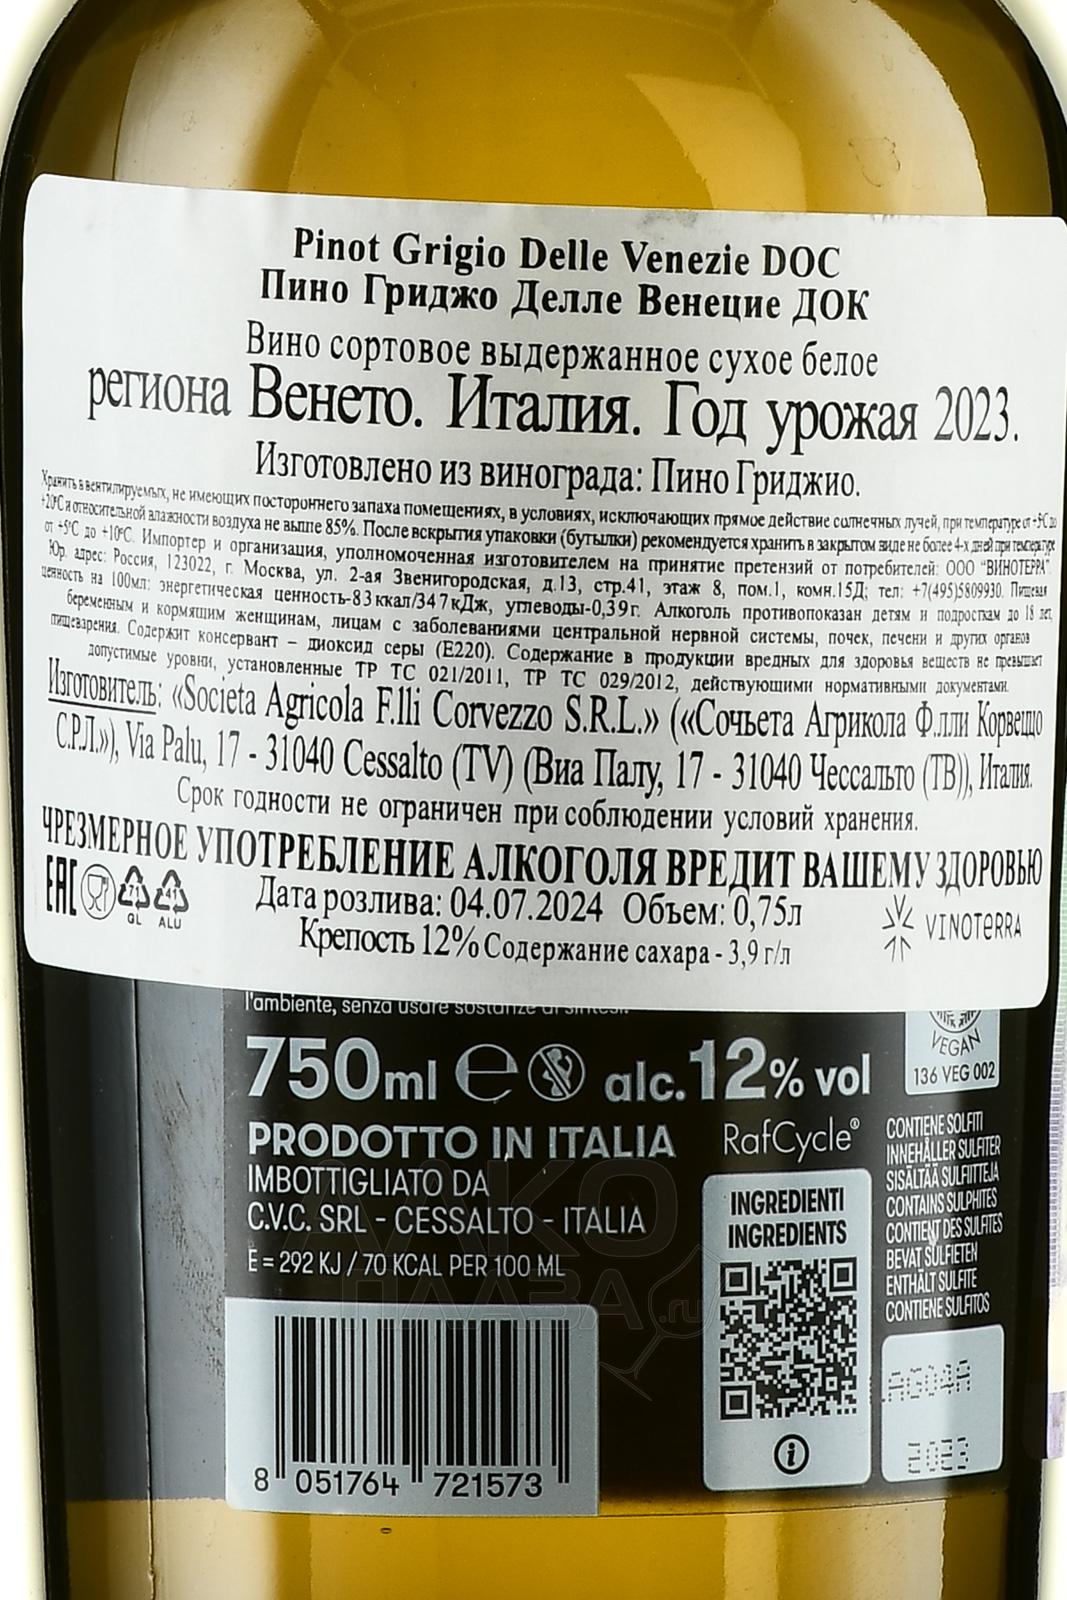 Pinot Grigio Delle Venezie DOC
Пино Гриджо Делле Венецие ДОК
Вино сортовое выдержанное сухое белое
региона Венето. Италия. Год урожая 2023.
Изготовлено из винограда: Пино Гриджио.
Хранить в вентилируемых, не имеющих постороннего запаха помещениях, в условиях, исключающих прямое действие солнечных лучей, при температуре от +5°С до
+20°С и относительной влажности воздуха не выше 85%. После вскрытия упаковки (бутылки) рекомендуется хранить в закрытом виде не более 4-х дней при температуре
от +5°С до +10°С. Импортер и организация, уполномоченная изготовителем на принятие претензий от потребителей: ООО "ВИНОТЕРРА".
Юр. адрес: Россия, 123022, г. Москва, ул. 2-ая Звенигородская, д.13, стр.41, этаж 8, пом.1, комн.15Д; тел: +7(495)5809930. Пищевая
ценность на 100мл: энергетическая ценность-83 ккал/347 кДж, углеводы-0,39г. Алкоголь противопоказан детям и подросткам до 18 лет,
беременным и кормящим женщинам, лицам с заболеваниями центральной нервной системы, почек, печени и других органов
пищеварения. Содержит консервант – диоксид серы (Е220). Содержание в продукции вредных для здоровья веществ не превышает
допустимые уровни, установленные ТР ТС 021/2011, ТР ТС 029/2012, действующими нормативными документами.
Изготовитель: «Societa Agricola F.lli Corvezzo S.R.L.» («Сочьета Агрикола Ф.лли Корвеццо
С.Р.Л.»), Via Palu, 17 - 31040 Cessalto (TV) (Виа Палу, 17 - 31040 Чессальто (ТВ)), Италия.
Срок годности не ограничен при соблюдении условий хранения.
ЧРЕЗМЕРНОЕ УПОТРЕБЛЕНИЕ АЛКОГОЛЯ ВРЕДИТ ВАШЕМУ ЗДОРОВЬЮ
EAC 71 GL 41 ALU
Дата розлива: 04.07.2024 Объем: 0,75л
Крепость 12% Содержание сахара - 3,9 г/л
VINOTERRA
l'ambiente, senza usare sostanze di sintesi.
750ml e alc.12% vol
VEGAN
136 VEG 002
PRODOTTO IN ITALIA
IMBOTTIGLIATO DA
C.V.C. SRL - CESSALTO - ITALIA
E = 292 KJ / 70 KCAL PER 100 ML
RafCycle®
INGREDIENTI
INGREDIENTS
CONTIENE SOLFITI
INNEHÅLLER SULFITER
SISÄLTÄÄ SULFIITTEJA
CONTAINS SULPHITES
CONTIENT DES SULFITES
BEVAT SULFIETEN
ENTHÄLT SULFITE
CONTIENE SULFITOS
AG04A
2023
8 051764 721573
АЛКО
ПЛАВА.ru